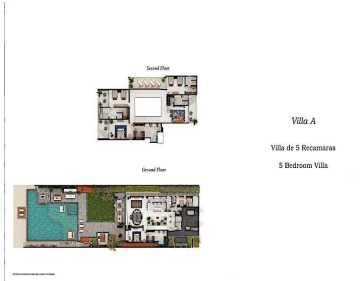 Second Floor
Villa A
Villa de 5 Recamaras
5 Bedroom Villa
Ground Floor